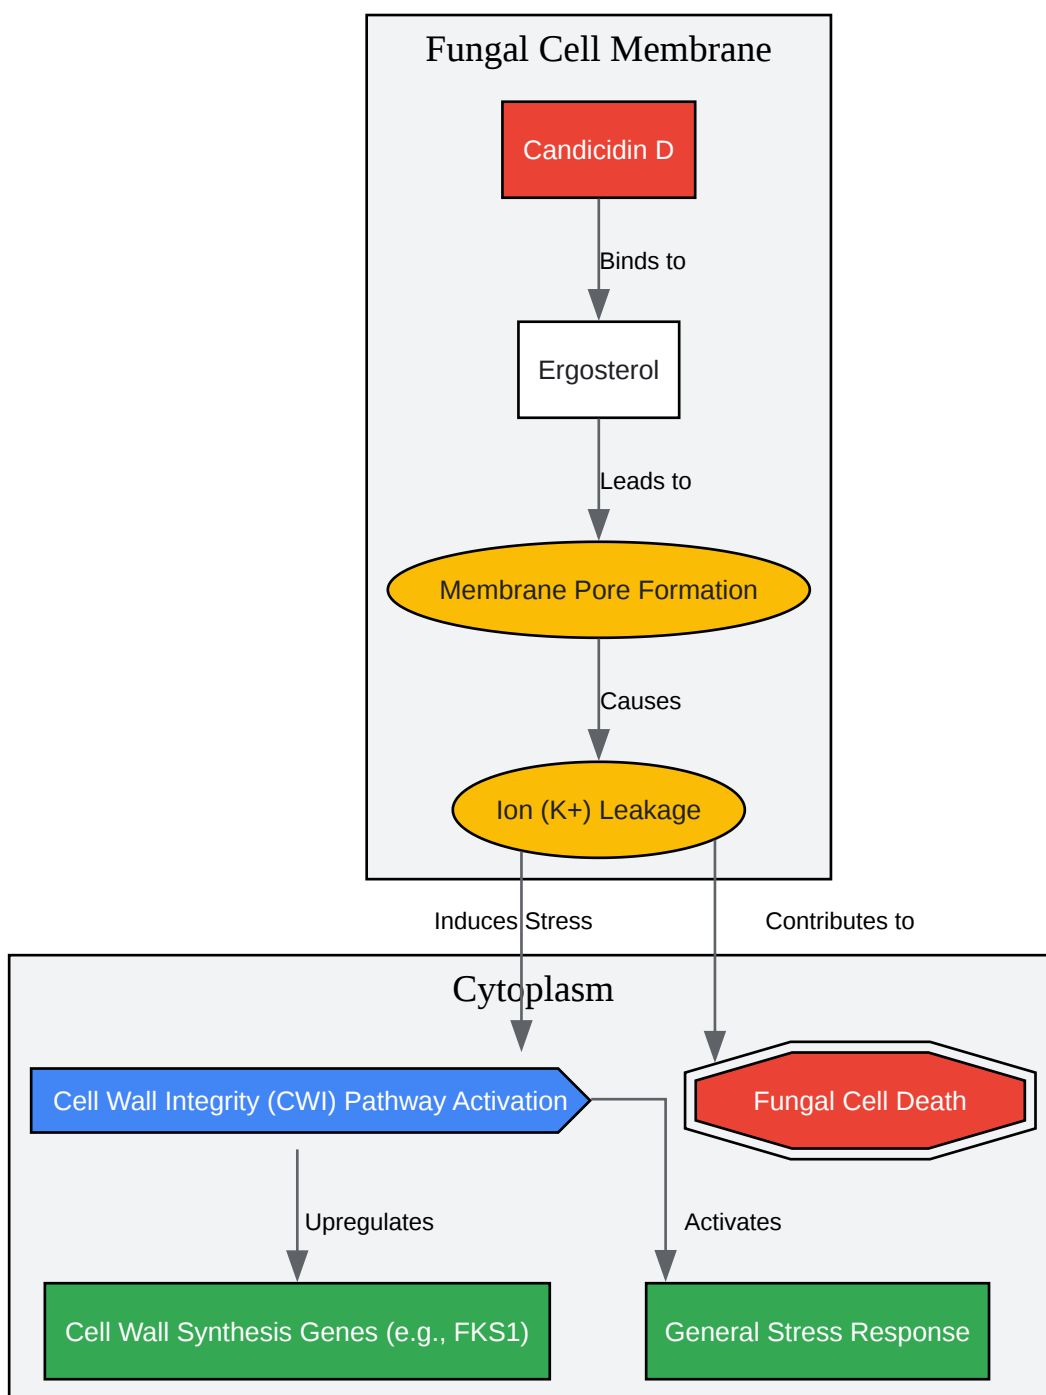 Fungal Cell Membrane
Candicidin D
Binds to
Ergosterol
Leads to
Membrane Pore Formation
Causes
Ion (K+) Leakage
Induces Stress
Contributes to
Cytoplasm
Cell Wall Integrity (CWI) Pathway Activation
Fungal Cell Death
Upregulates
Activates
Cell Wall Synthesis Genes (e.g., FKS1)
General Stress Response